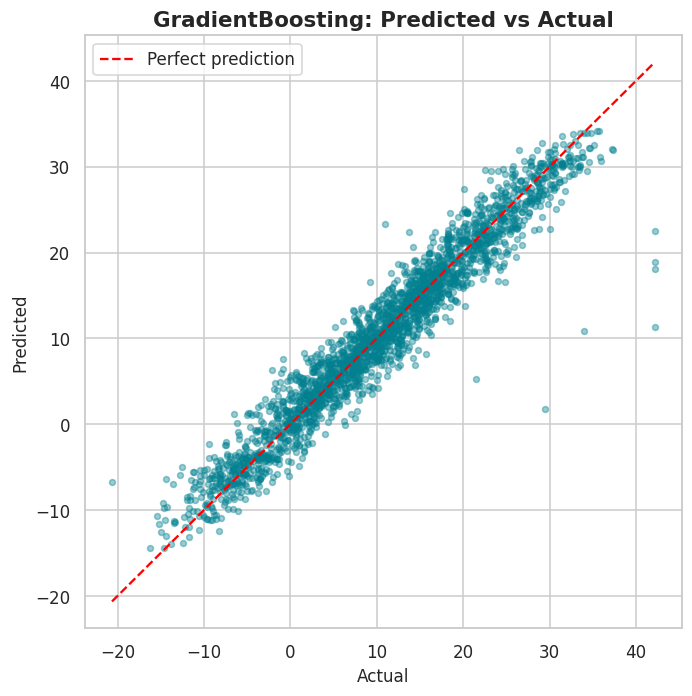 GradientBoosting: Predicted vs Actual
Perfect prediction
40
30
20
10
0
−10
−20
Predicted
−20 −10 0 10 20 30 40
Actual